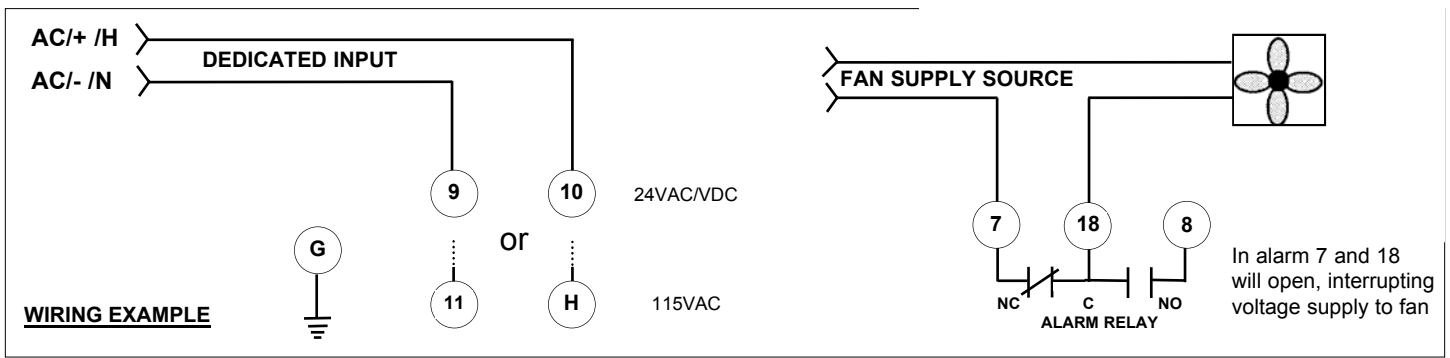 AC/+ /H
DEDICATED INPUT
AC/- /N
9
10
24VAC/VDC
G
or
11
H
115VAC
WIRING EXAMPLE
FAN SUPPLY SOURCE
7
18
8
NC
C
NO
ALARM RELAY
In alarm 7 and 18
will open, interrupting
voltage supply to fan